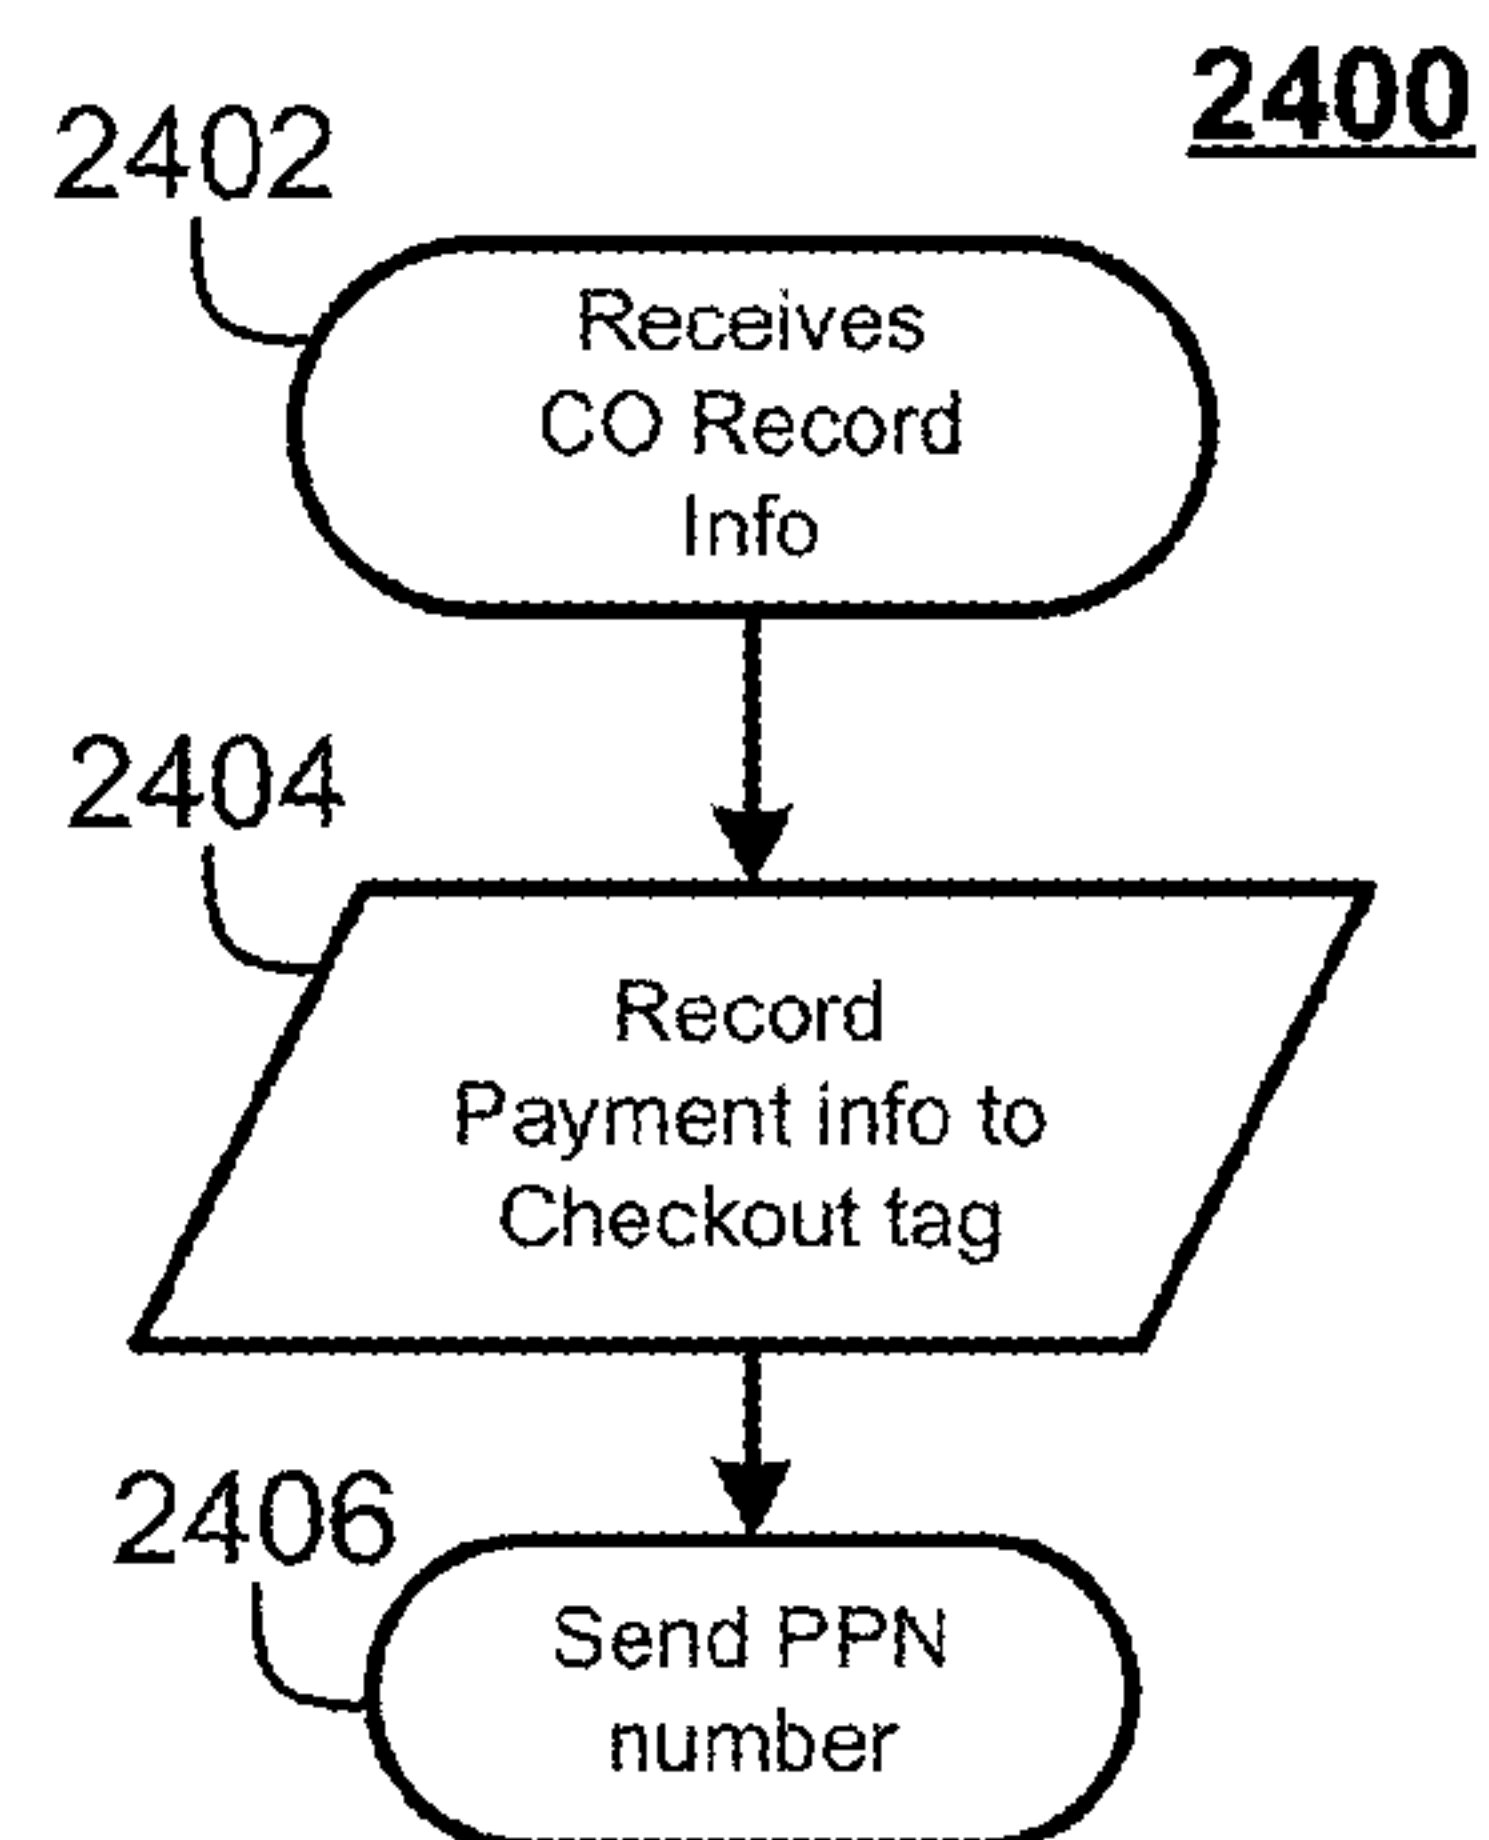 2400
2402
Receives
CO Record
Info
2404
Record
Payment info to
Checkout tag
2406
Send PPN
number